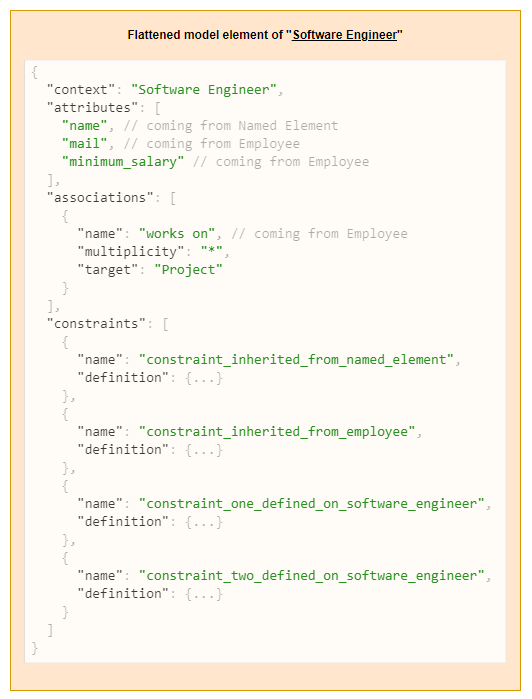 Flattened model element of "Software Engineer"
{
  "context": "Software Engineer",
  "attributes": [
    "name", // coming from Named Element
    "mail", // coming from Employee
    "minimum_salary" // coming from Employee
  ],
  "associations": [
    {
      "name": "works on", // coming from Employee
      "multiplicity": "*",
      "target": "Project"
    }
  ],
  "constraints": [
    {
      "name": "constraint_inherited_from_named_element",
      "definition": {...}
    },
    {
      "name": "constraint_inherited_from_employee",
      "definition": {...}
    },
    {
      "name": "constraint_one_defined_on_software_engineer",
      "definition": {...}
    },
    {
      "name": "constraint_two_defined_on_software_engineer",
      "definition": {...}
    }
  ]
}